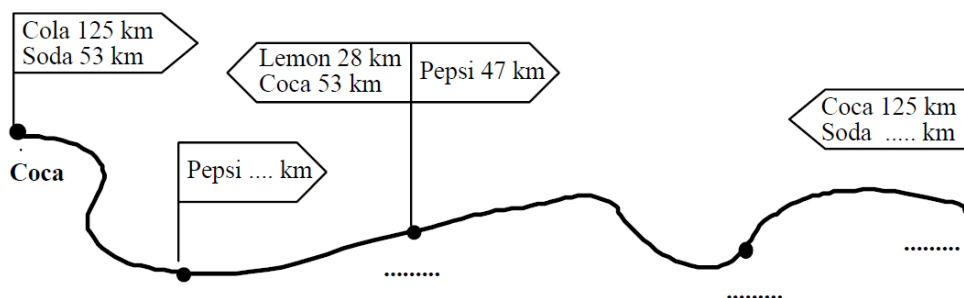 Cola 125 km
Soda 53 km
Lemon 28 km
Coca 53 km
Pepsi 47 km
Coca 125 km
Soda ..... km
Coca
Pepsi .... km
.........
.........
.........